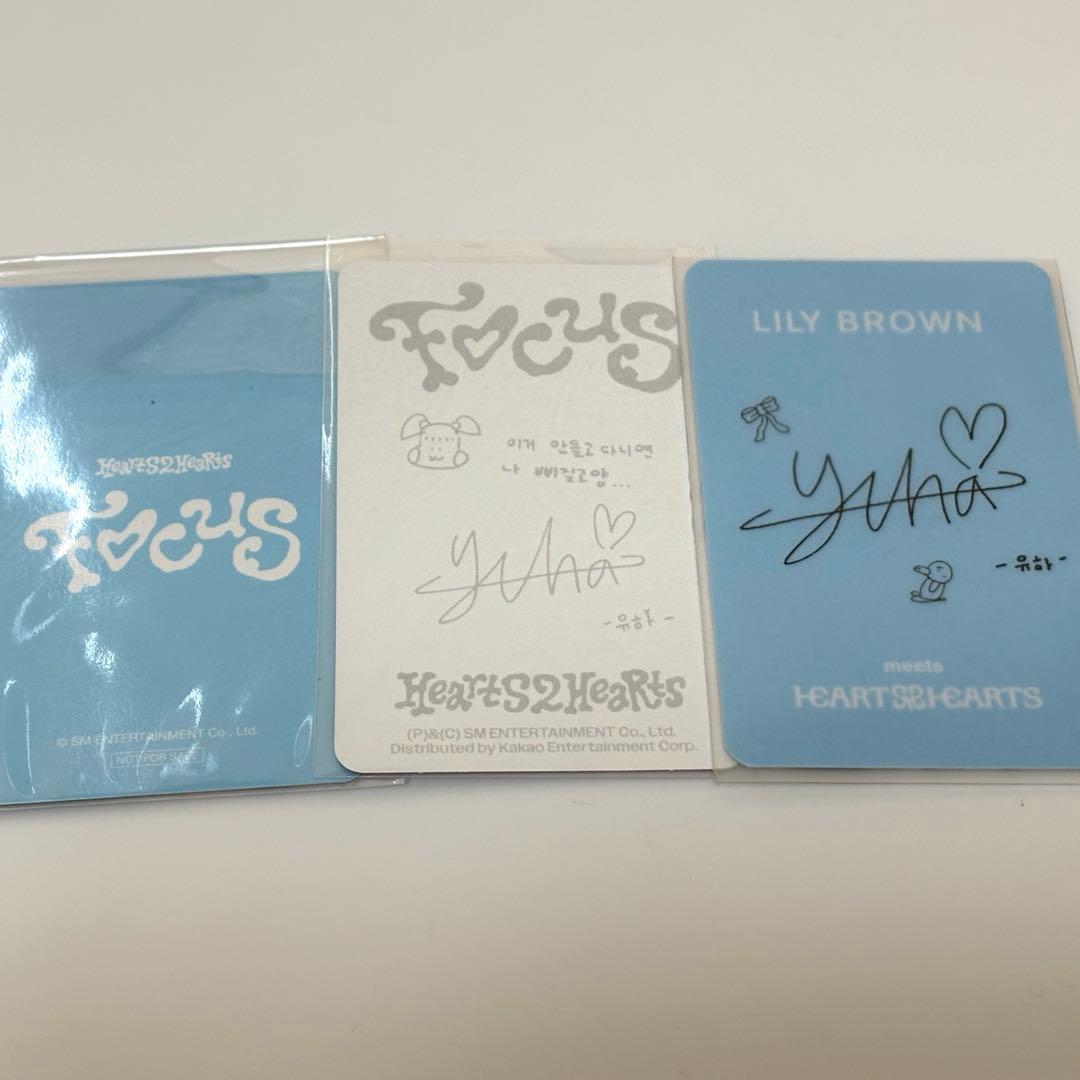 Hearts2Hearts
Focus
© SM ENTERTAINMENT Co., Ltd.
NOT FOR SALE
Focus
이거 안들고다니면
나 삐질고양...
yuha
-유하-
Hearts2Hearts
(P)&(C) SM ENTERTAINMENT Co., Ltd.
Distributed by Kakao Entertainment Corp.
LILY BROWN
yuha
-유하-
meets
HEARTS2HEARTS